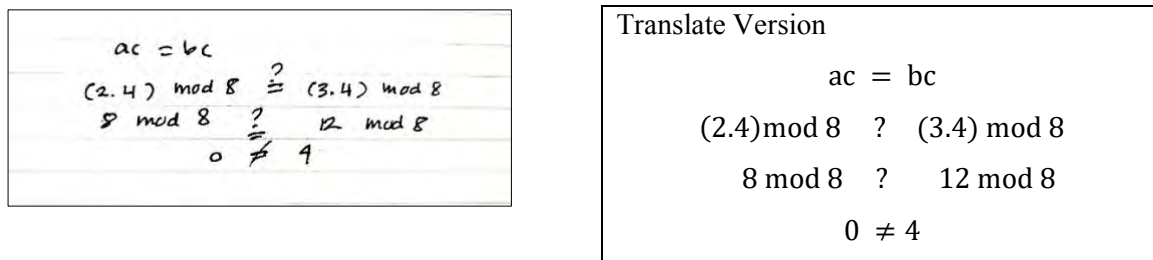 ac = bc
(2.4) mod 8 ≟ (3.4) mod 8
8 mod 8 ≟ 12 mod 8
0 ≠ 4
Translate Version
ac = bc
(2.4)mod 8 ? (3.4) mod 8
8 mod 8 ? 12 mod 8
0 ≠ 4